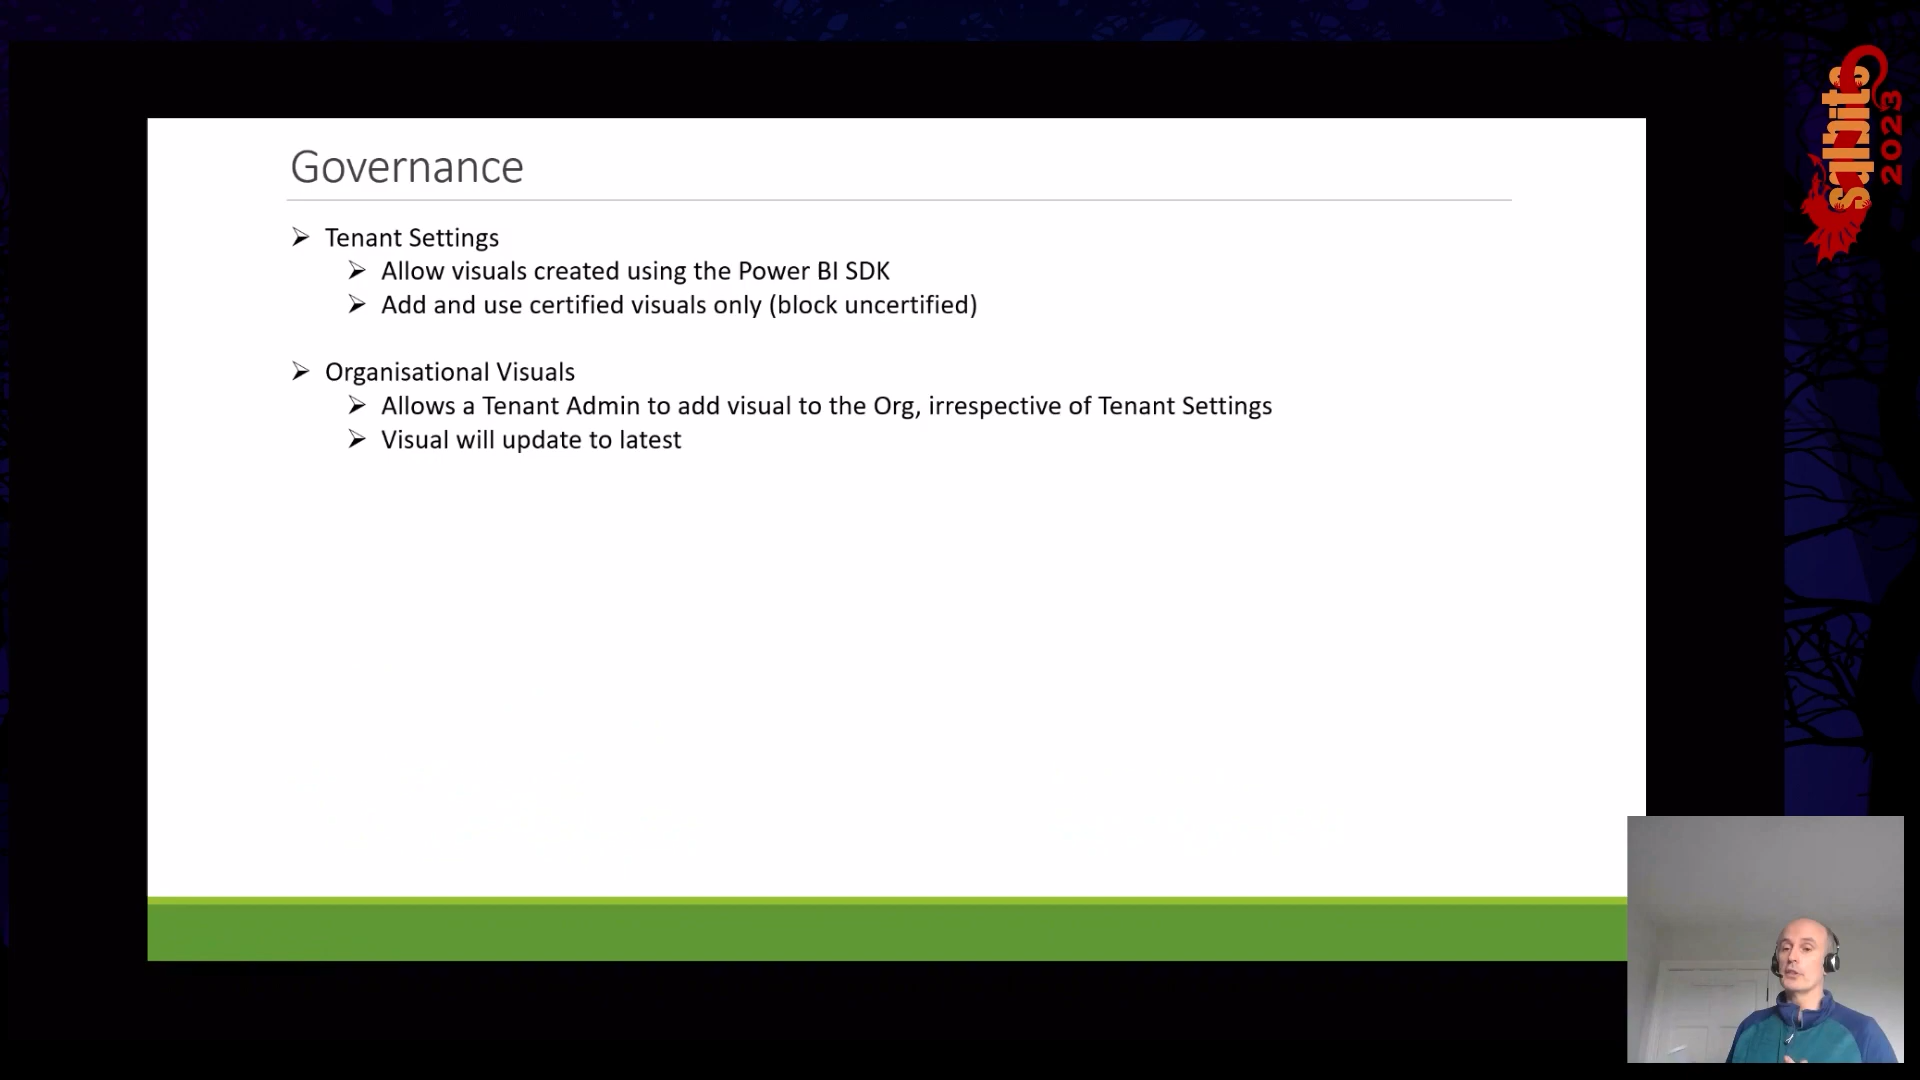 Governance
Tenant Settings
Allow visuals created using the Power BI SDK
Add and use certified visuals only (block uncertified)
Organisational Visuals
Allows a Tenant Admin to add visual to the Org, irrespective of Tenant Settings
Visual will update to latest
sqlbits
2023